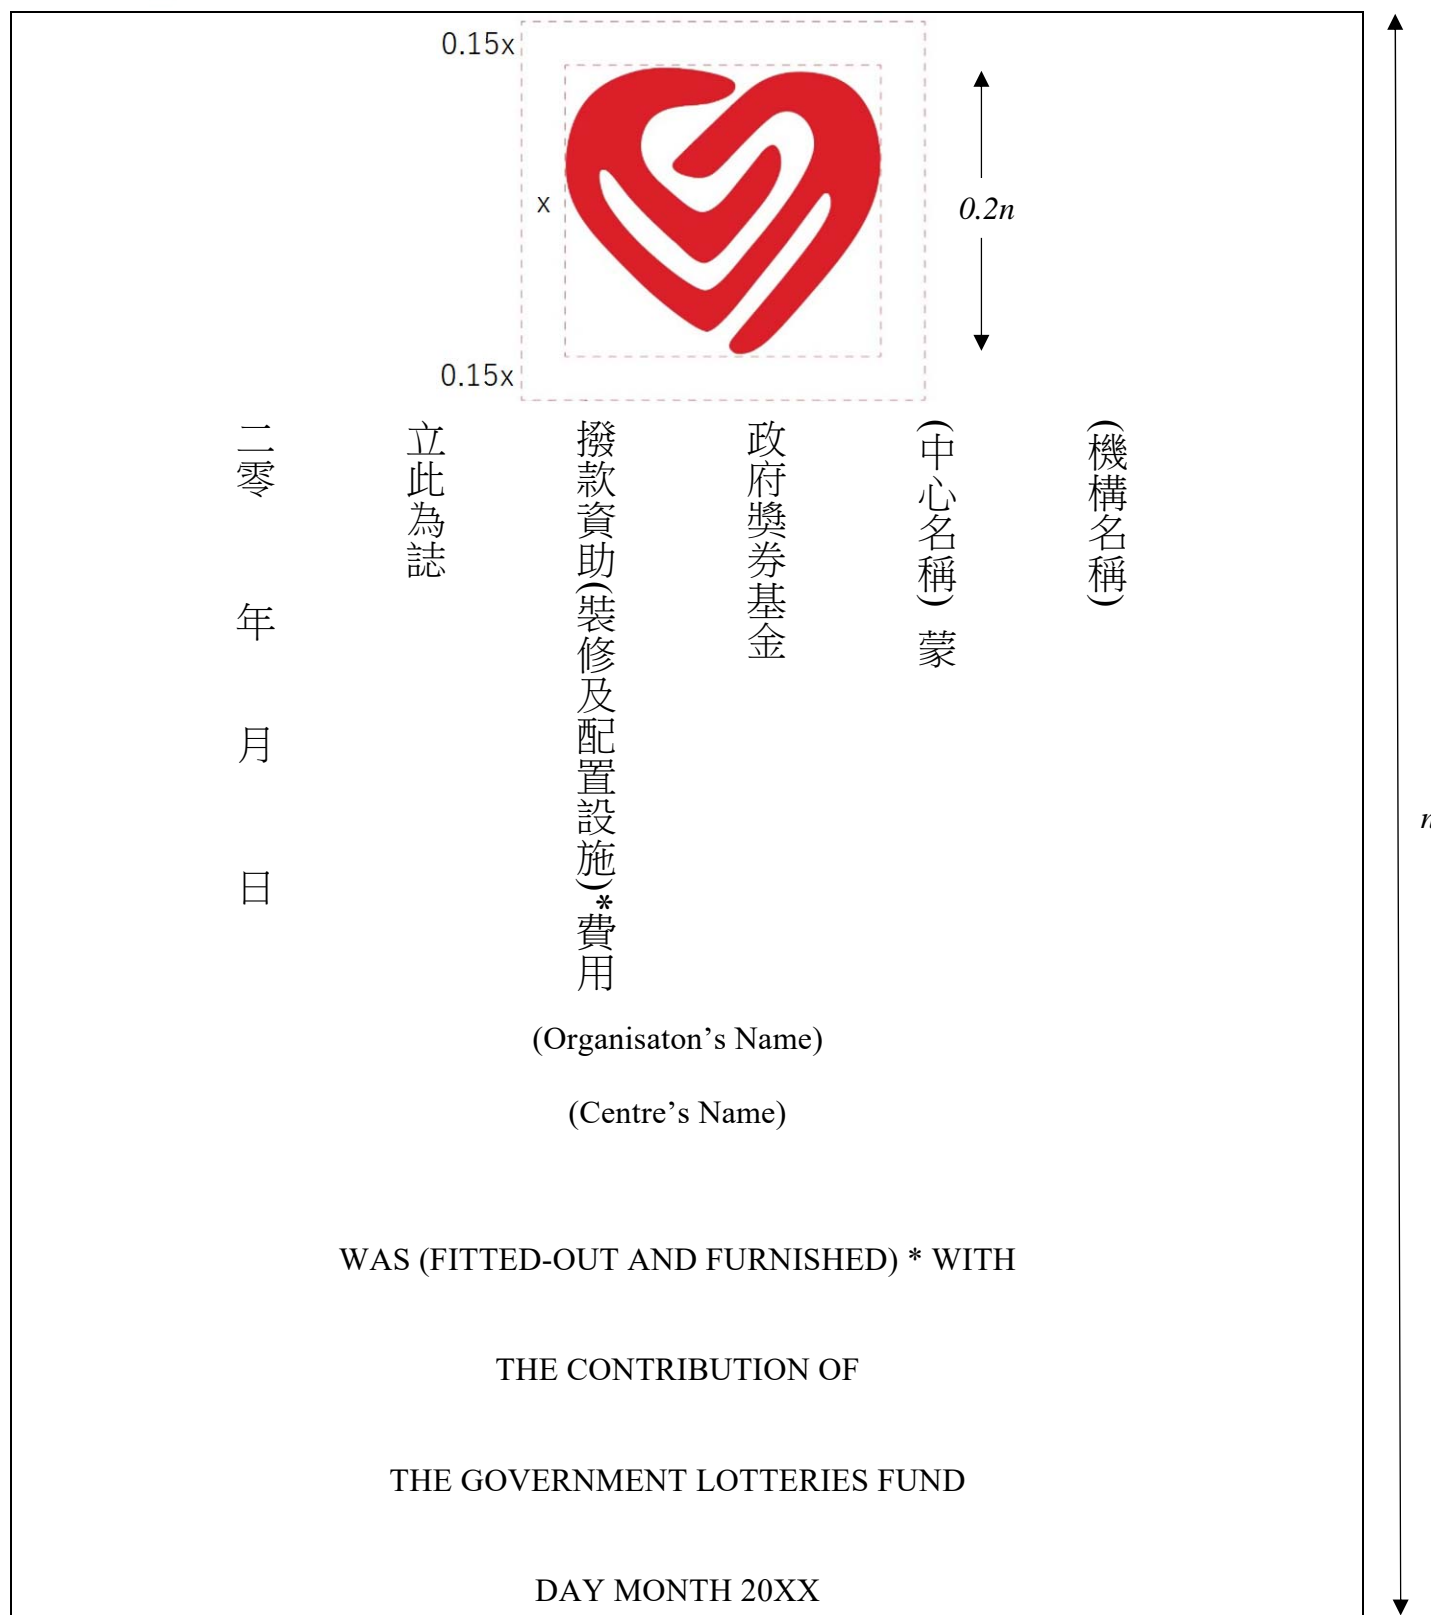 0.15x
x
0.2n
0.15x
n
(機構名稱)
(中心名稱) 蒙
政府獎券基金
撥款資助(裝修及配置設施)*費用
立此為誌
二零 年 月 日
(Organisaton’s Name)
(Centre’s Name)
WAS (FITTED-OUT AND FURNISHED) * WITH
THE CONTRIBUTION OF
THE GOVERNMENT LOTTERIES FUND
DAY MONTH 20XX